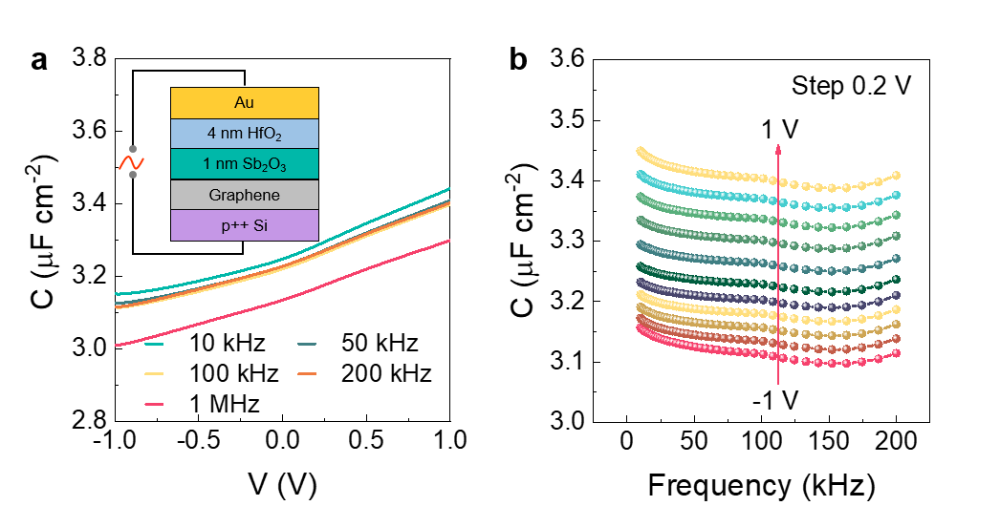 a
3.8
3.6
3.4
3.2
3.0
2.8
C (μF cm⁻²)
Au
4 nm HfO₂
1 nm Sb₂O₃
Graphene
p++ Si
10 kHz 50 kHz
100 kHz 200 kHz
1 MHz
-1.0 -0.5 0.0 0.5 1.0
V (V)
b
3.6
3.5
3.4
3.3
3.2
3.1
3.0
C (μF cm⁻²)
Step 0.2 V
1 V
-1 V
0 50 100 150 200
Frequency (kHz)